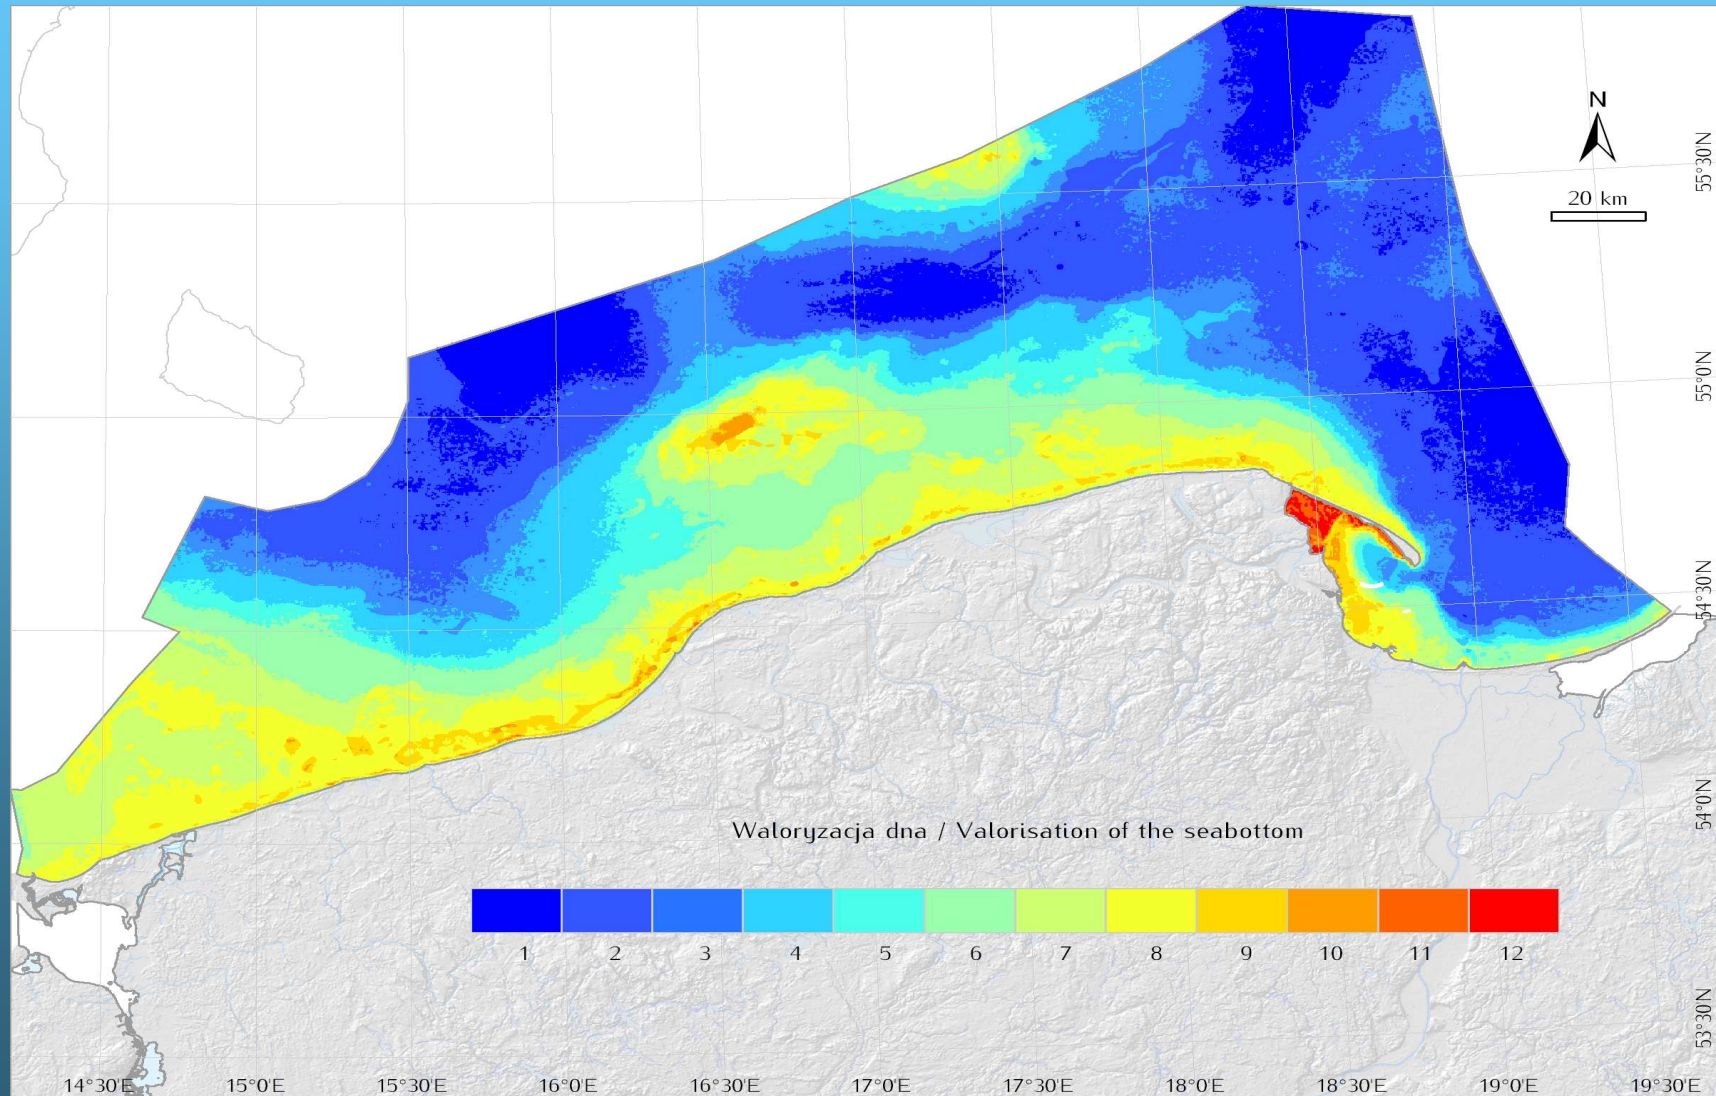 N
20 km
55°30'N
55°0'N
54°30'N
54°0'N
53°30'N
Waloryzacja dna / Valorisation of the seabottom
1 2 3 4 5 6 7 8 9 10 11 12
14°30'E 15°0'E 15°30'E 16°0'E 16°30'E 17°0'E 17°30'E 18°0'E 18°30'E 19°0'E 19°30'E